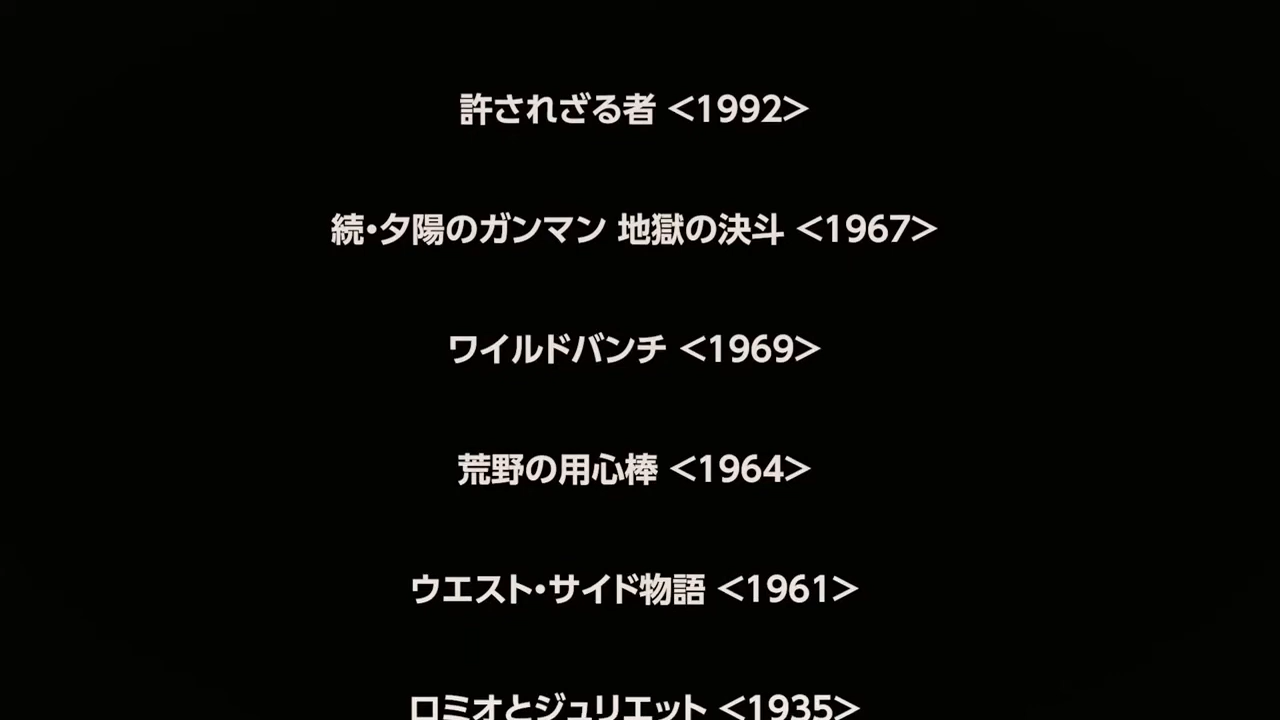 許されざる者 <1992>
続・夕陽のガンマン 地獄の決斗 <1967>
ワイルドバンチ <1969>
荒野の用心棒 <1964>
ウエスト・サイド物語 <1961>
ロミオとジュリエット <1935>